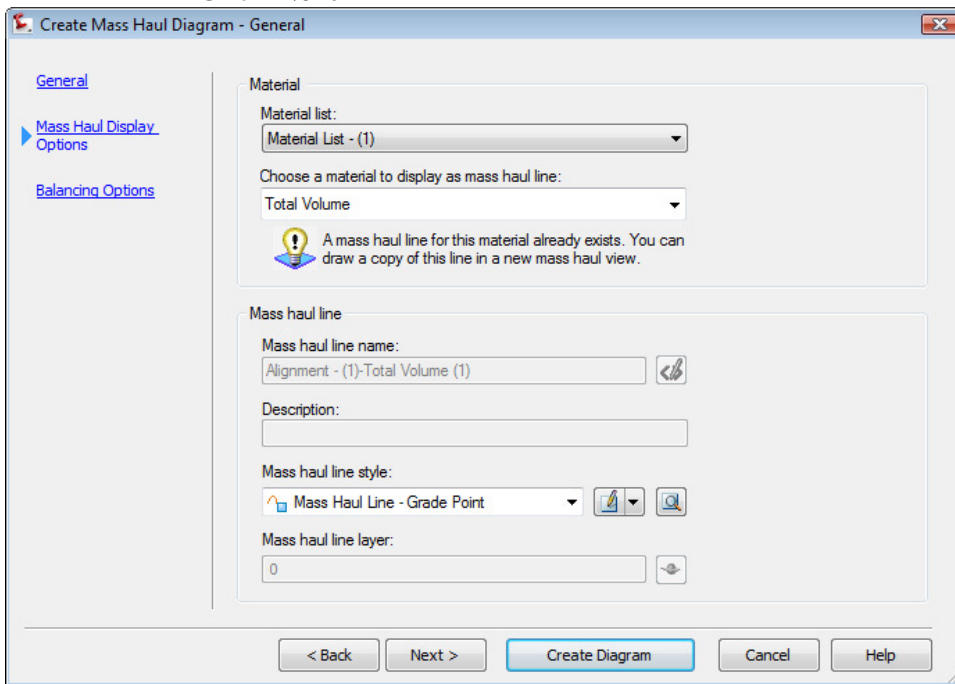 Create Mass Haul Diagram - General
General
Mass Haul Display
Options
Balancing Options
Material
Material list:
Material List - (1)
Choose a material to display as mass haul line:
Total Volume
A mass haul line for this material already exists. You can
draw a copy of this line in a new mass haul view.
Mass haul line
Mass haul line name:
Alignment - (1)-Total Volume (1)
Description:
Mass haul line style:
Mass Haul Line - Grade Point
Mass haul line layer:
0
< Back
Next >
Create Diagram
Cancel
Help